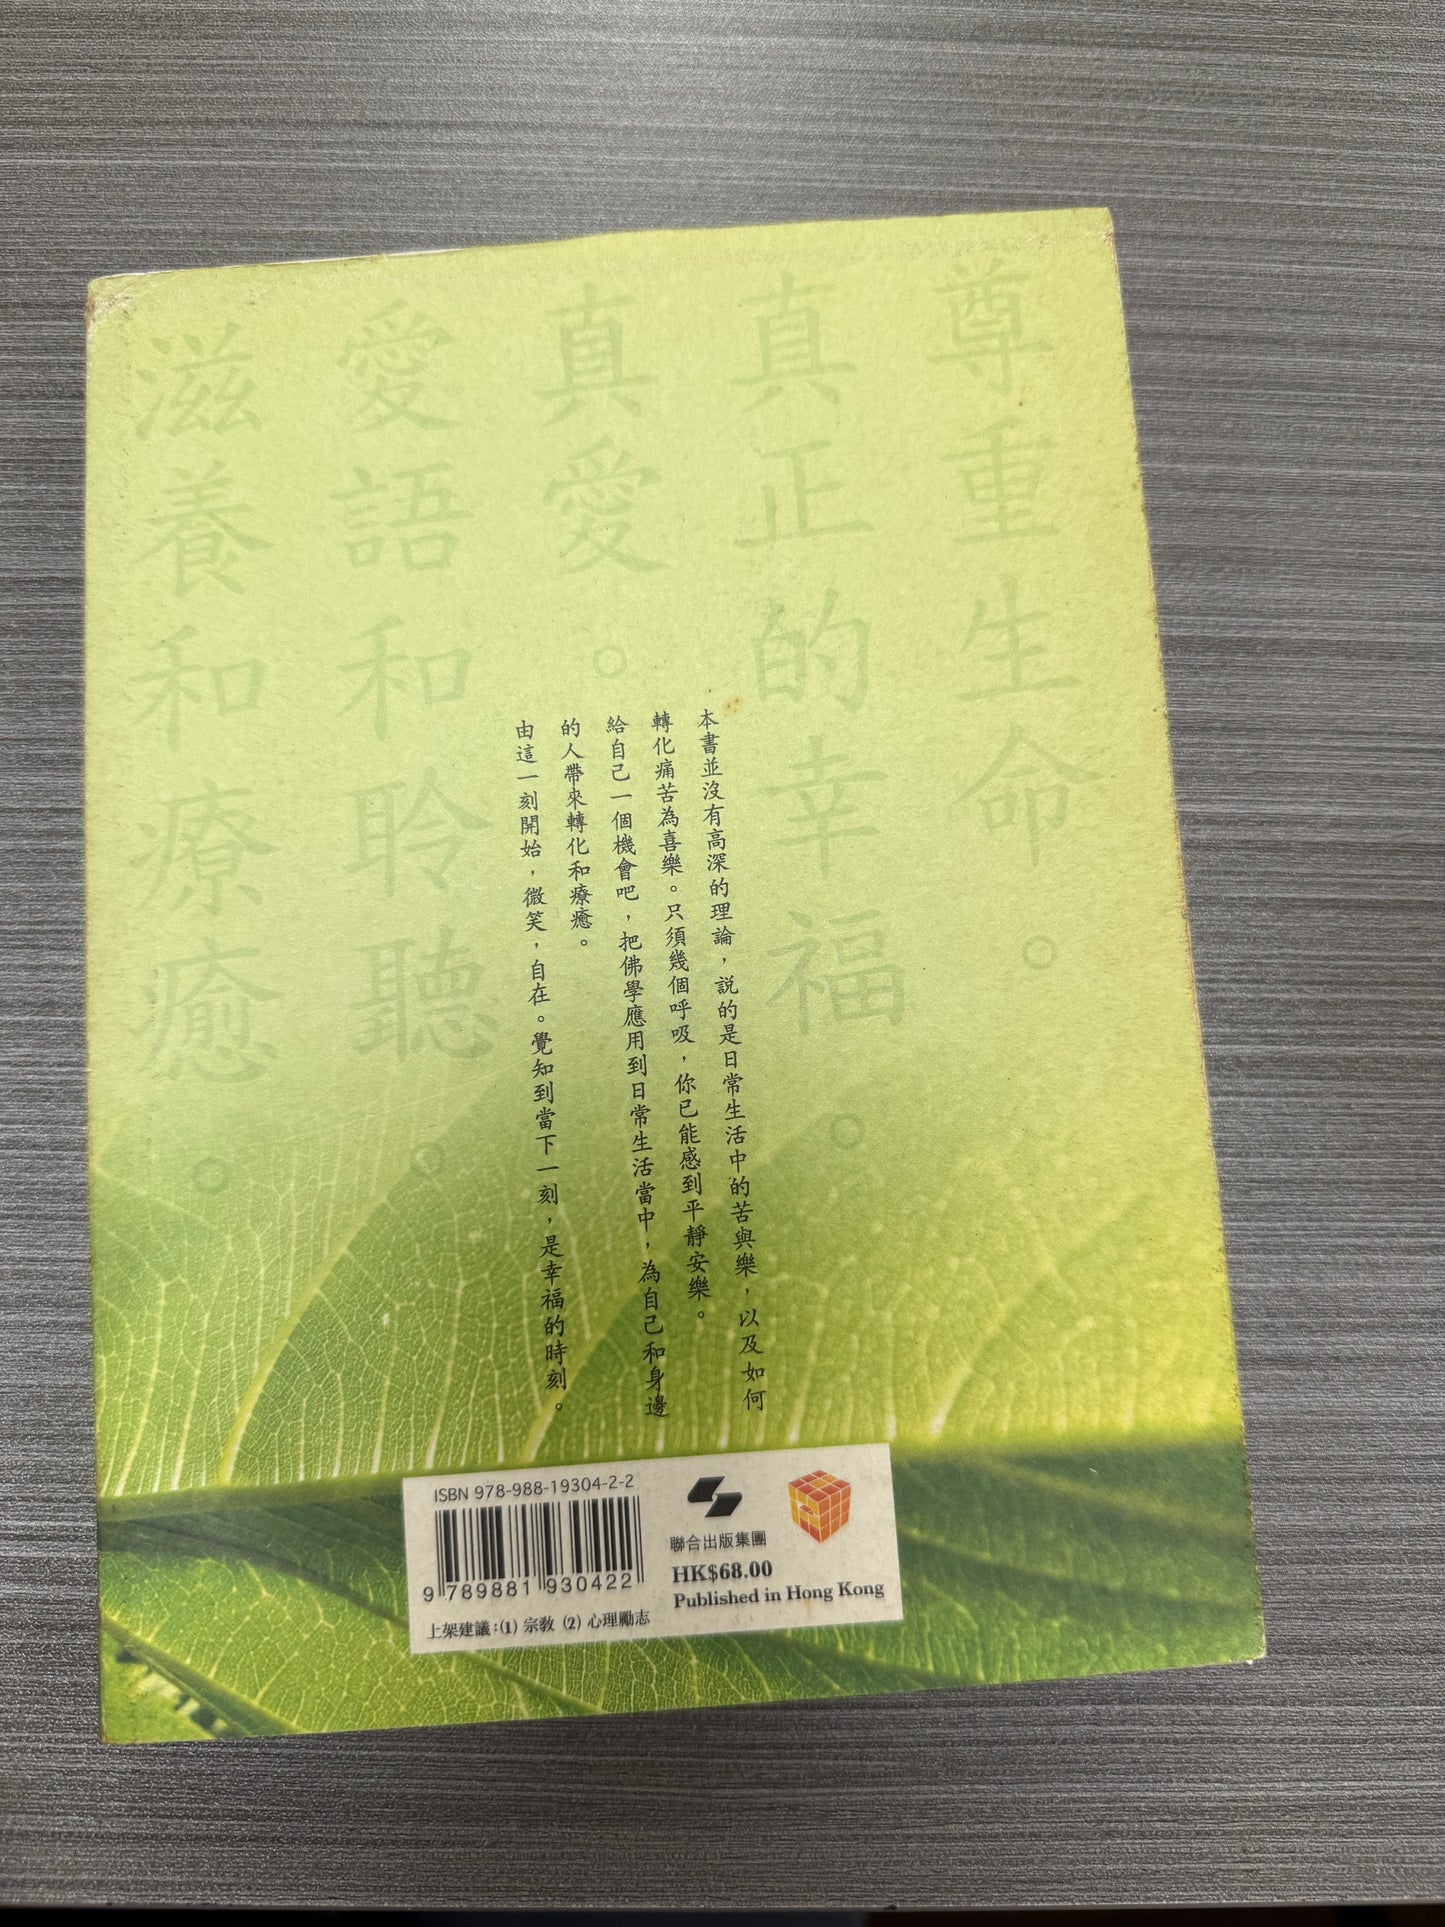 尊重生命。
真正的幸福。
真愛。
愛語和聆聽。
滋養和療癒。
本書並沒有高深的理論，説的是日常生活中的苦與樂，以及如何
轉化痛苦為喜樂。只須幾個呼吸，你已能感到平靜安樂。
給自己一個機會吧，把佛學應用到日常生活當中，為自己和身邊
的人帶來轉化和療癒。
由這一刻開始，微笑，自在。覺知到當下一刻，是幸福的時刻。
ISBN 978-988-19304-2-2
9 789881 930422
上架建議：(1) 宗教 (2) 心理勵志
聯合出版集團
HK$68.00
Published in Hong Kong